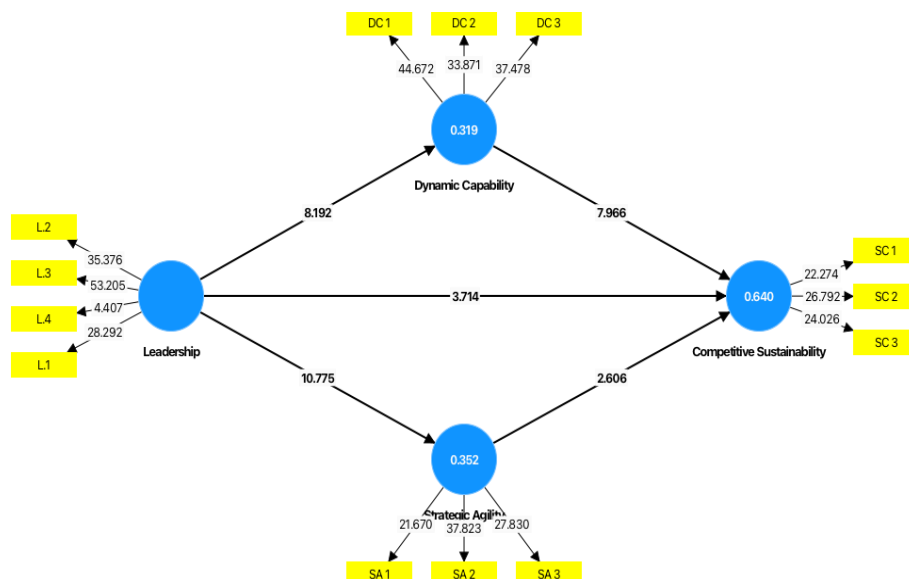 DC 1 DC 2 DC 3
44.672 33.871 37.478
0.319
Dynamic Capability
8.192 7.966
L.2
L.3
L.4
L.1
35.376
53.205
4.407
28.292
Leadership
3.714
0.640
Competitive Sustainability
22.274
26.792
24.026
SC 1
SC 2
SC 3
10.775 2.606
0.352
Strategic Agility
21.670 37.823 27.830
SA 1 SA 2 SA 3